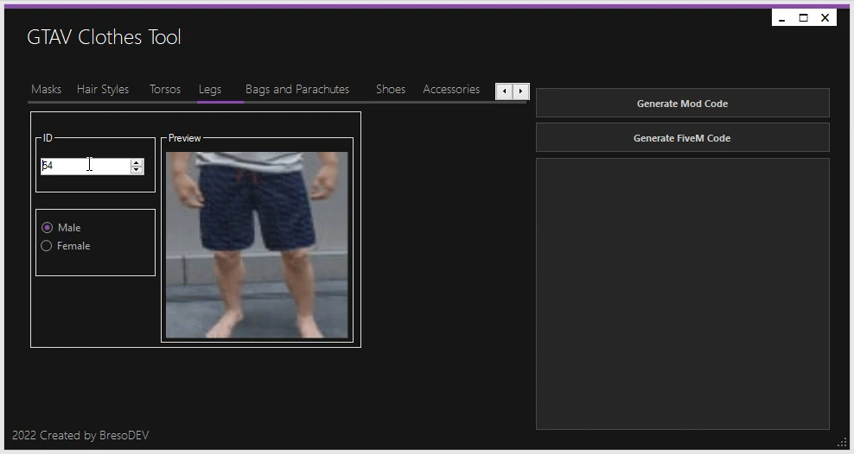 GTAV Clothes Tool
Masks Hair Styles Torsos Legs Bags and Parachutes Shoes Accessories
Generate Mod Code
Generate FiveM Code
ID
Preview
54
Male
Female
2022 Created by BresoDEV